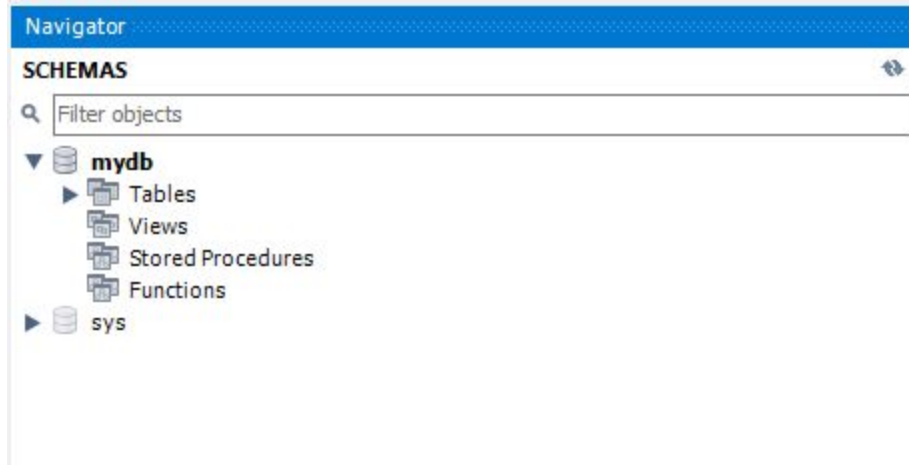 Navigator
SCHEMAS
Filter objects
mydb
Tables
Views
Stored Procedures
Functions
sys